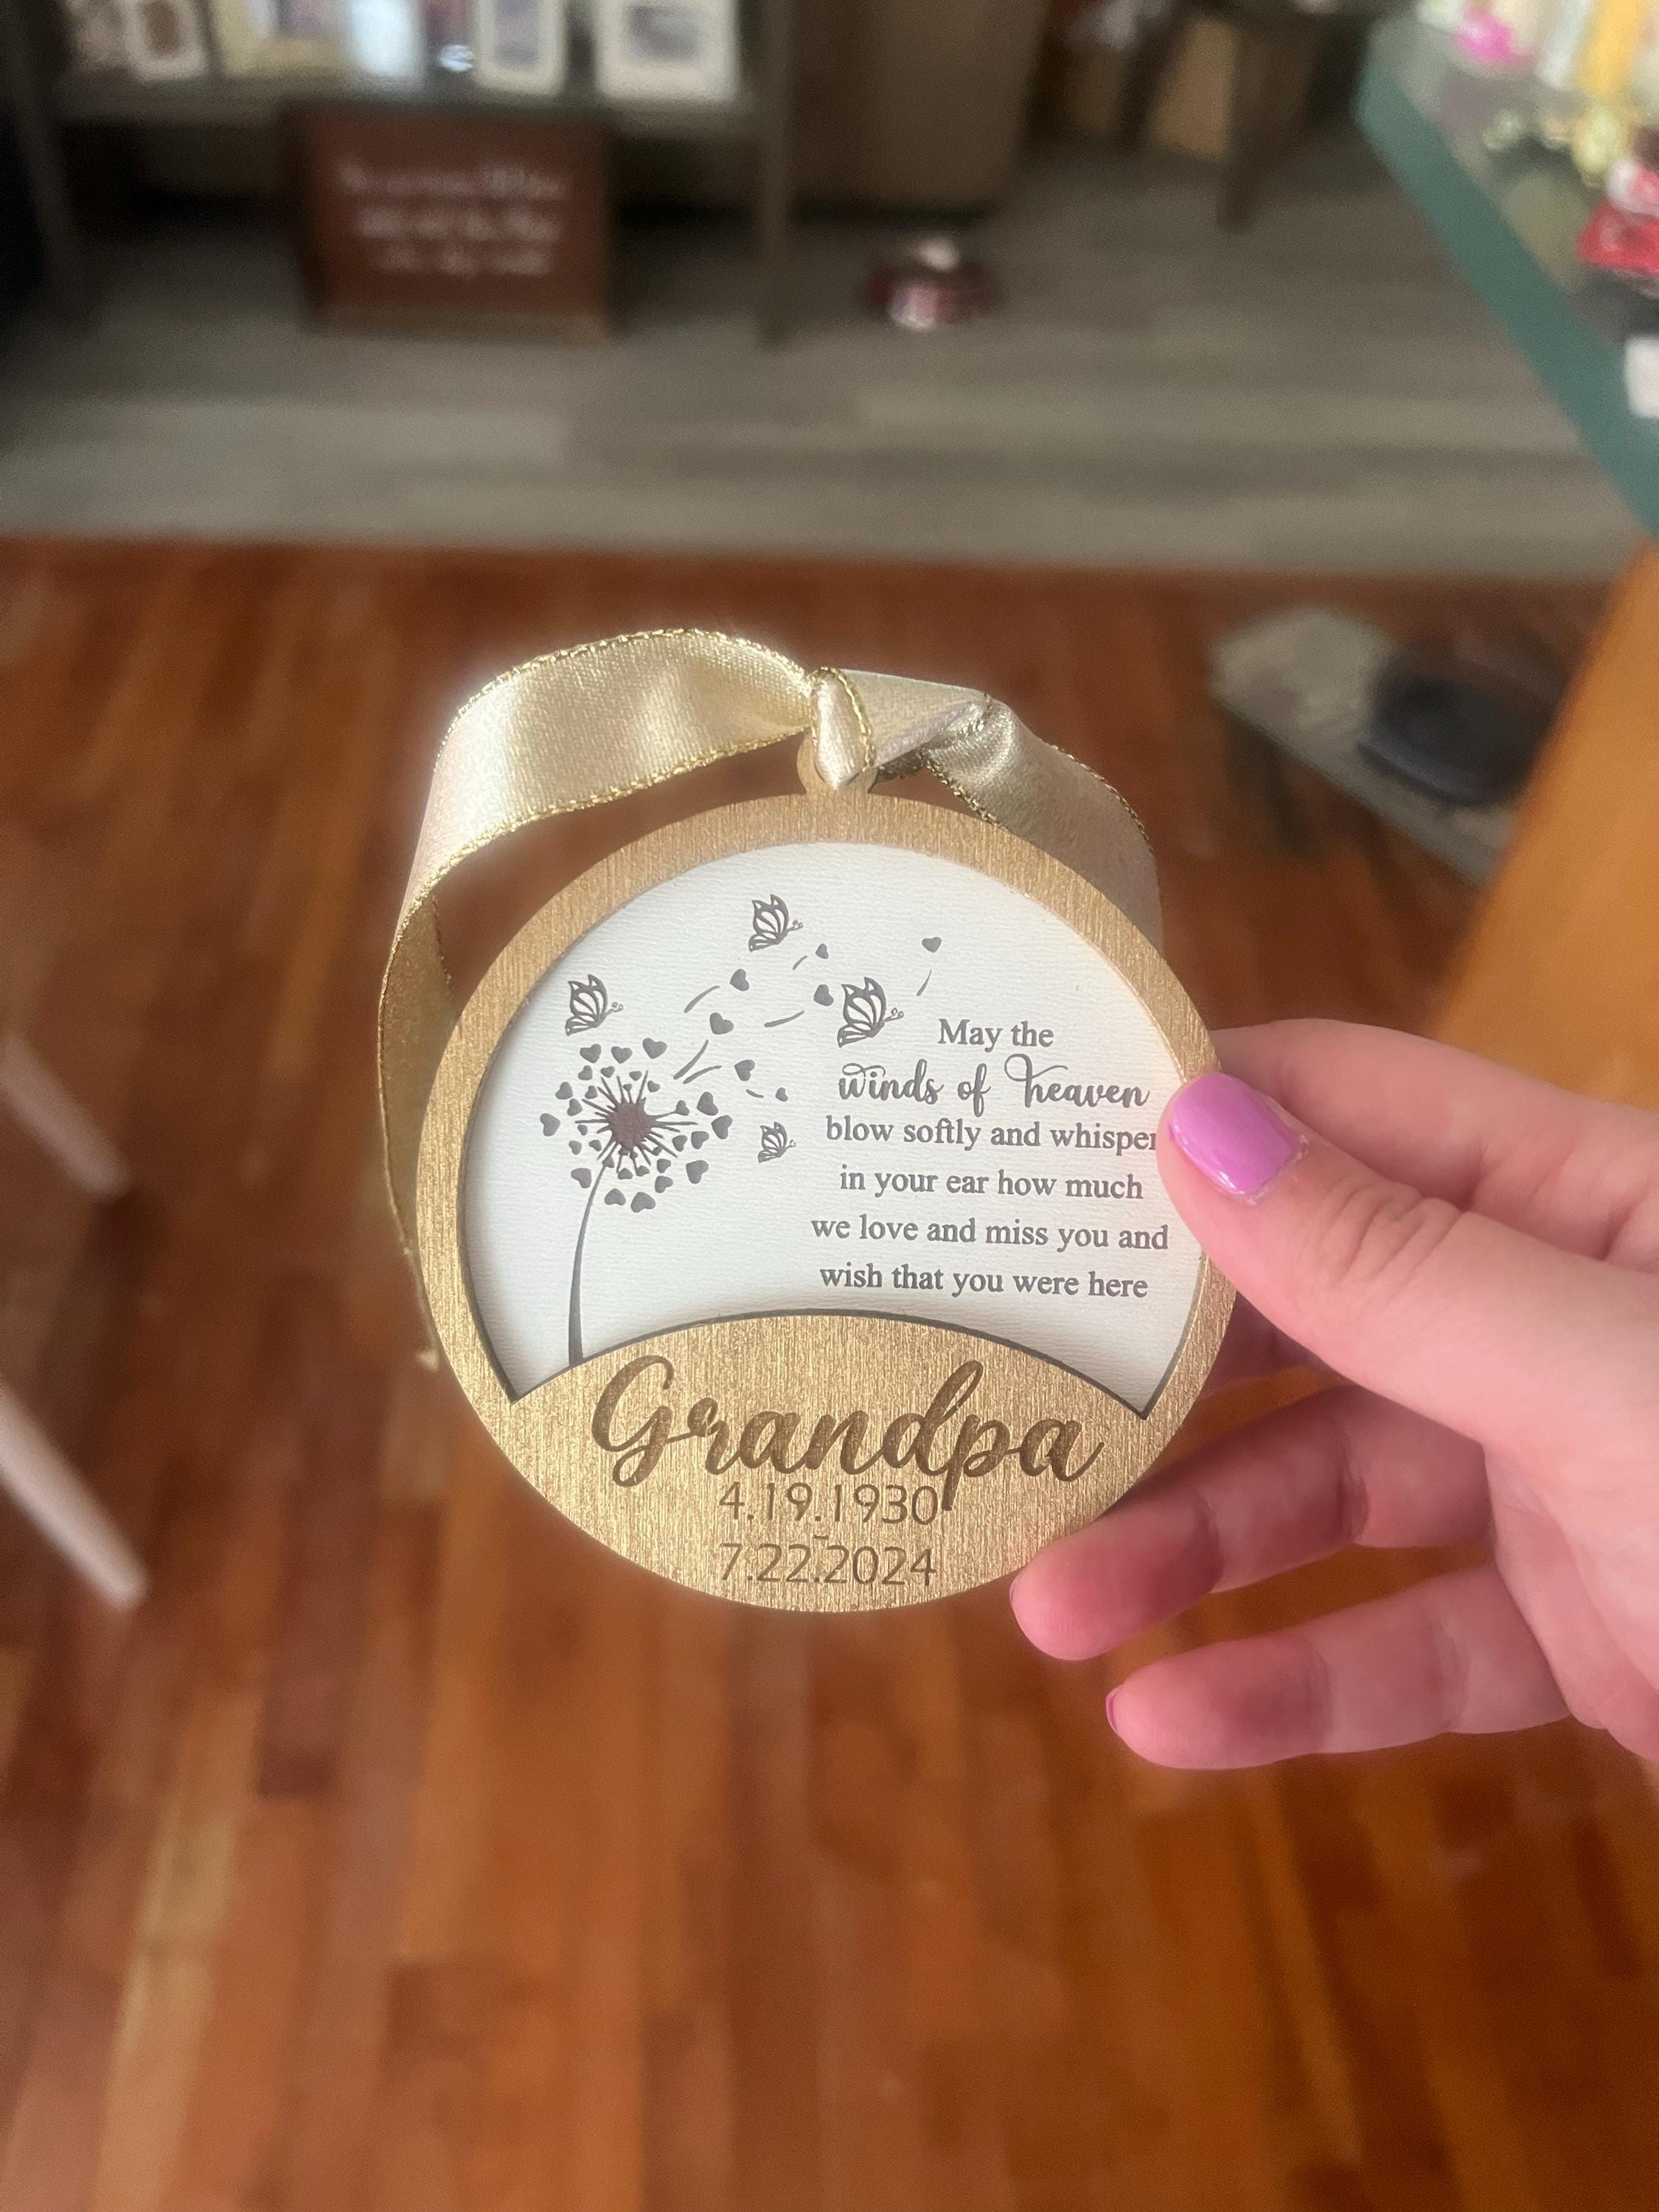 May the
winds of heaven
blow softly and whisper
in your ear how much
we love and miss you and
wish that you were here
Grandpa
4.19.1930
-
7.22.2024